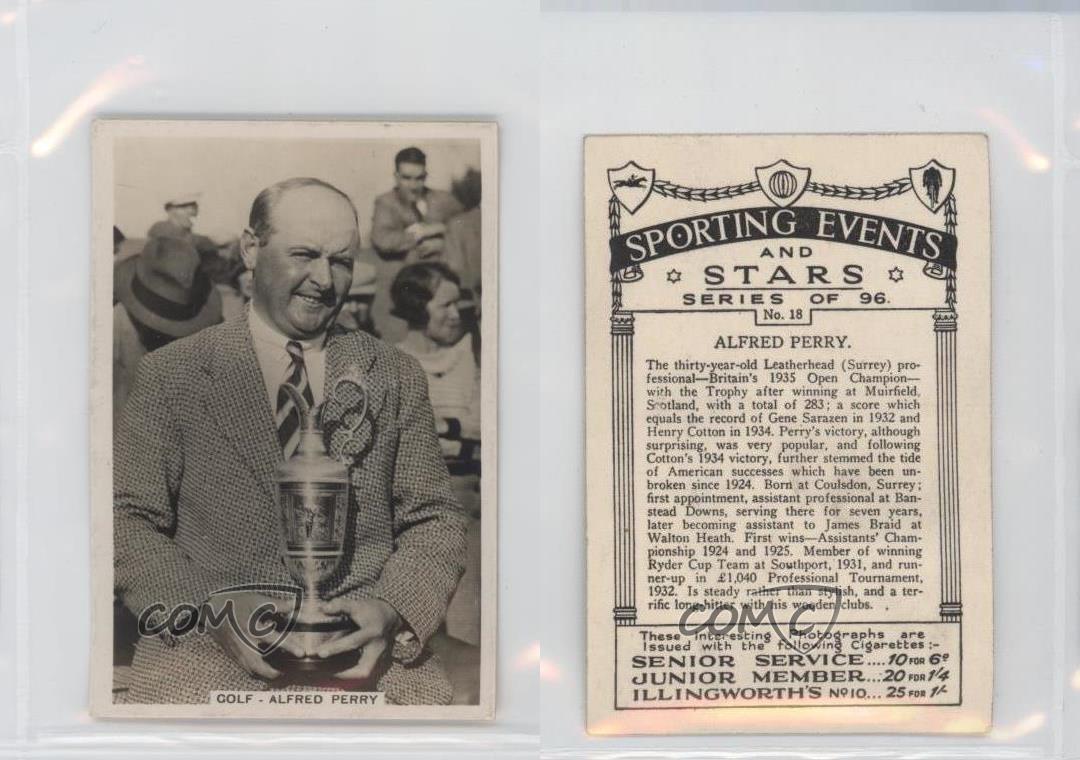 GOLF - ALFRED PERRY
COMC
SPORTING EVENTS
AND
STARS
SERIES OF 96.
No. 18
ALFRED PERRY.
The thirty-year-old Leatherhead (Surrey) pro-
fessional—Britain's 1935 Open Champion—
with the Trophy after winning at Muirfield,
Scotland, with a total of 283; a score which
equals the record of Gene Sarazen in 1932 and
Henry Cotton in 1934. Perry's victory, although
surprising, was very popular, and following
Cotton's 1934 victory, further stemmed the tide
of American successes which have been un-
broken since 1924. Born at Coulsdon, Surrey;
first appointment, assistant professional at Ban-
stead Downs, serving there for seven years,
later becoming assistant to James Braid at
Walton Heath. First wins—Assistants' Cham-
pionship 1924 and 1925. Member of winning
Ryder Cup Team at Southport, 1931, and run-
ner-up in £1,040 Professional Tournament,
1932. Is steady rather than stylish, and a ter-
rific long-hitter with his wooden clubs.
COMC
These Interesting Photographs are
Issued with the following Cigarettes:-
SENIOR SERVICE....10 FOR 6D
JUNIOR MEMBER...20 FOR 1/4
ILLINGWORTH'S No 10...25 FOR 1/-